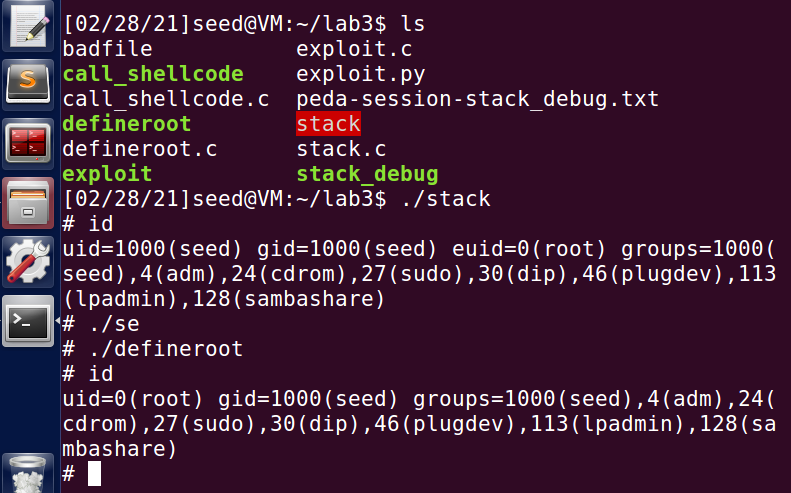 [02/28/21]seed@VM:~/lab3$ ls
badfile             exploit.c
call_shellcode      exploit.py
call_shellcode.c  peda-session-stack_debug.txt
defineroot          stack
defineroot.c        stack.c
exploit             stack_debug
[02/28/21]seed@VM:~/lab3$ ./stack
# id
uid=1000(seed) gid=1000(seed) euid=0(root) groups=1000(
seed),4(adm),24(cdrom),27(sudo),30(dip),46(plugdev),113
(lpadmin),128(sambashare)
# ./se
# ./defineroot
# id
uid=0(root) gid=1000(seed) groups=1000(seed),4(adm),24(
cdrom),27(sudo),30(dip),46(plugdev),113(lpadmin),128(sa
mbashare)
#